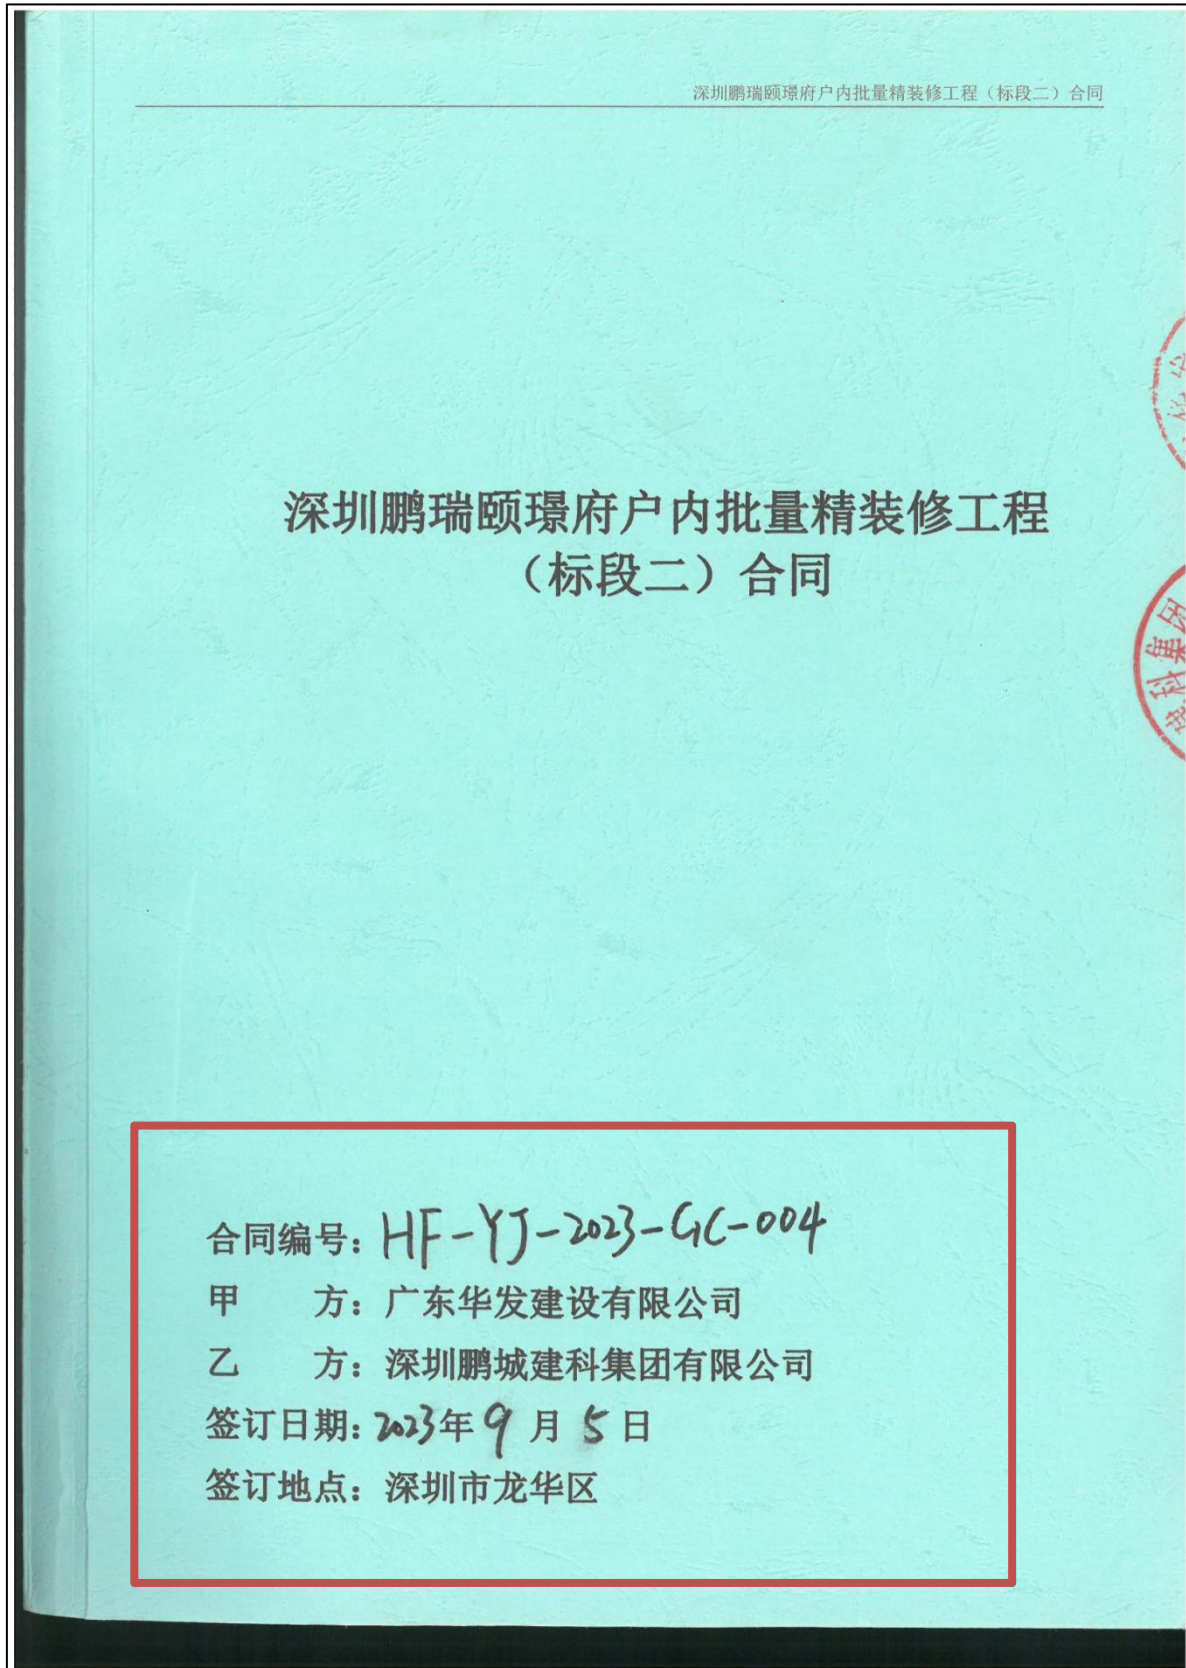 深圳鹏瑞颐璟府户内批量精装修工程（标段二）合同
深圳鹏瑞颐璟府户内批量精装修工程
（标段二）合同
建科集团
合同编号：HF-YJ-2023-GC-004
甲　　方：广东华发建设有限公司
乙　　方：深圳鹏城建科集团有限公司
签订日期：2023年9月5日
签订地点：深圳市龙华区